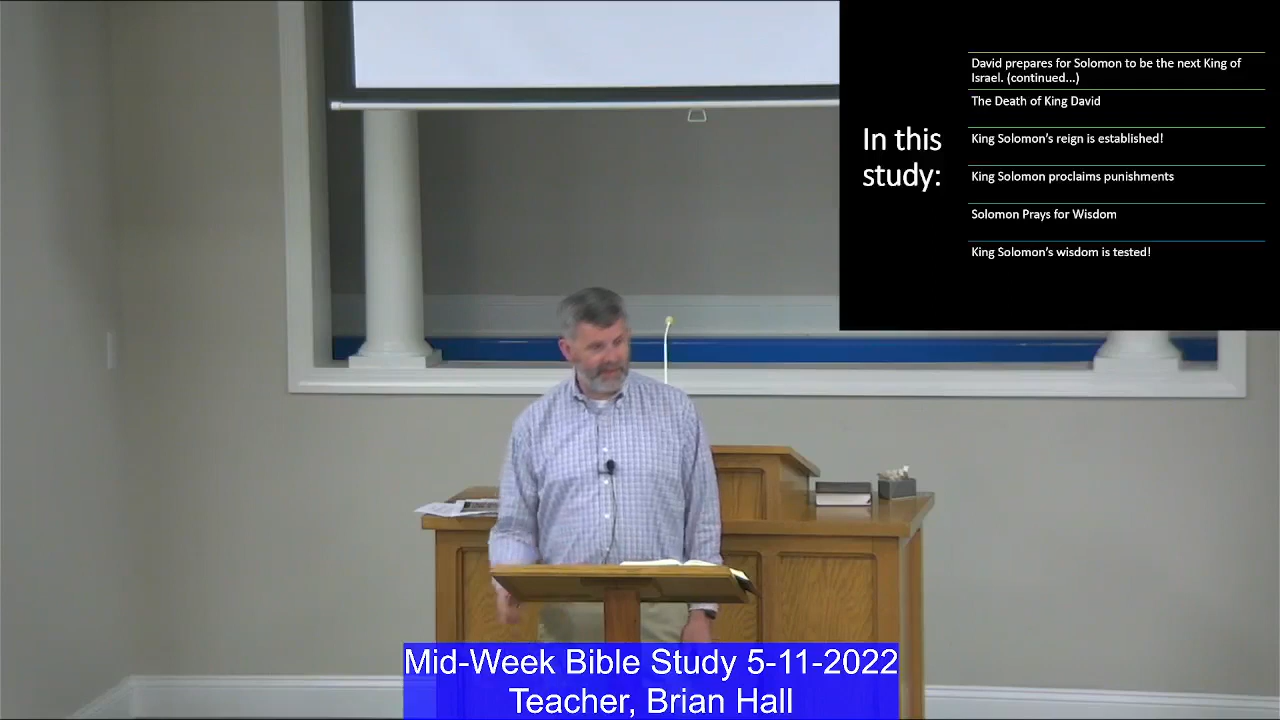 In this
study:
David prepares for Solomon to be the next King of
Israel. (continued...)
The Death of King David
King Solomon's reign is established!
King Solomon proclaims punishments
Solomon Prays for Wisdom
King Solomon's wisdom is tested!
Mid-Week Bible Study 5-11-2022
Teacher, Brian Hall